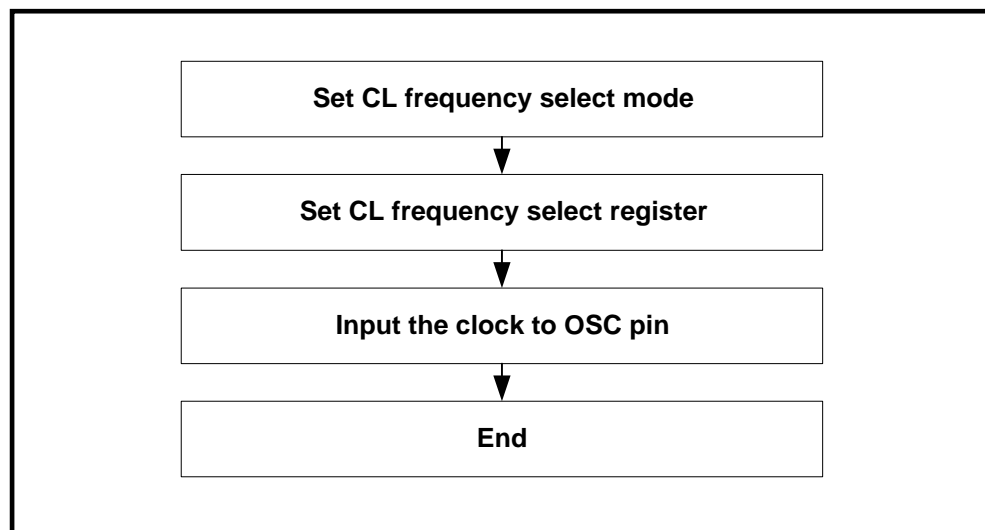 Set CL frequency select mode
Set CL frequency select register
Input the clock to OSC pin
End